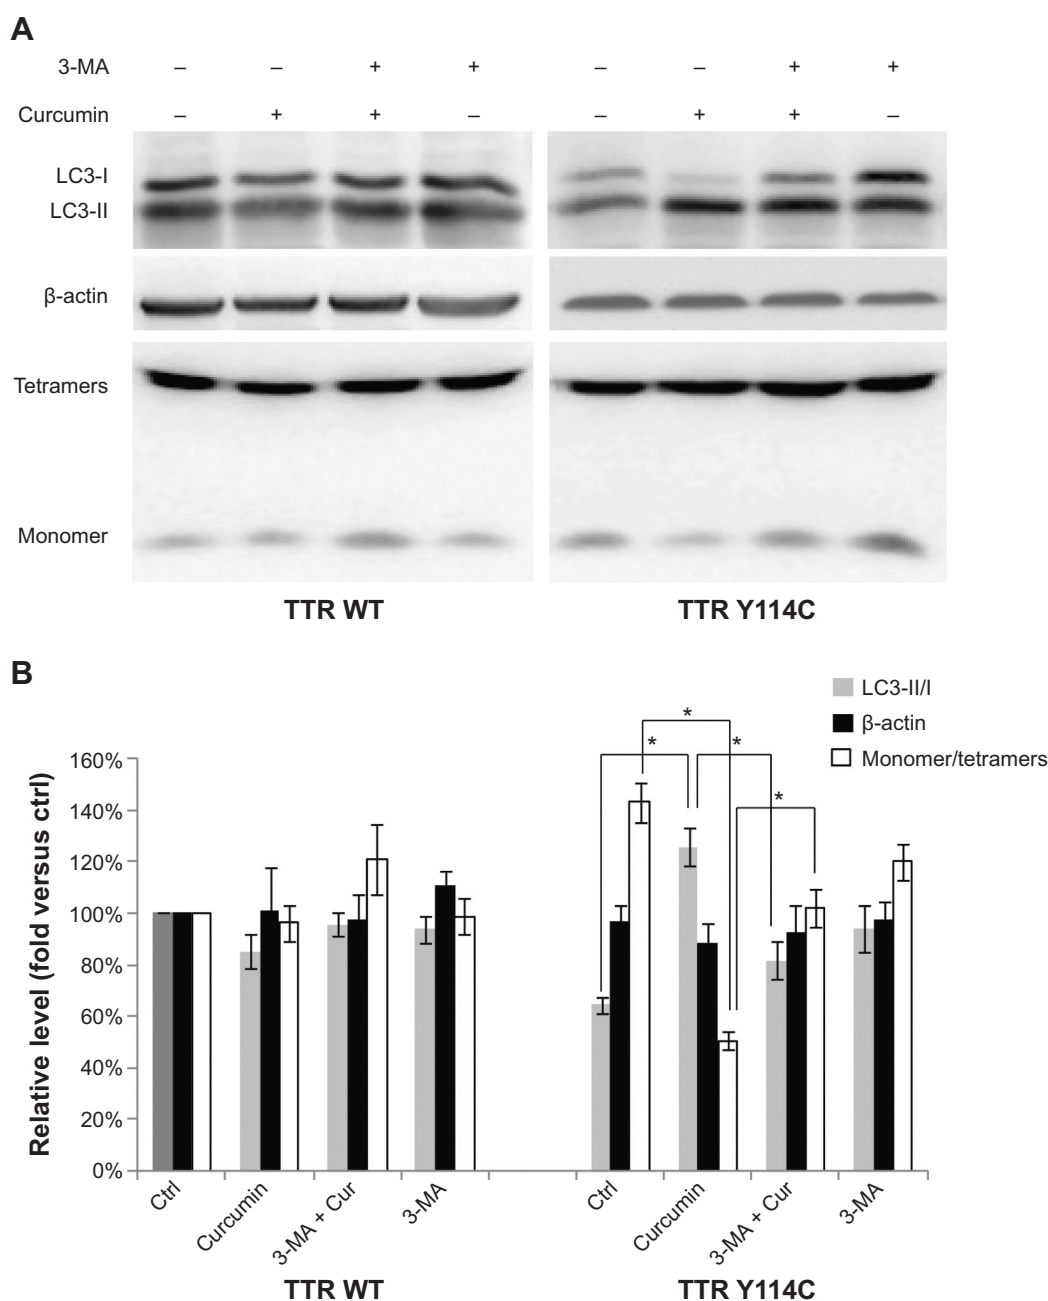 A
3-MA – – + + – – + +
Curcumin – + + – – + + –
LC3-I
LC3-II
β-actin
Tetramers
Monomer
TTR WT TTR Y114C
B
LC3-II/I
β-actin
Monomer/tetramers
* * * *
Relative level (fold versus ctrl)
160%
140%
120%
100%
80%
60%
40%
20%
0%
Ctrl Curcumin 3-MA + Cur 3-MA Ctrl Curcumin 3-MA + Cur 3-MA
TTR WT TTR Y114C